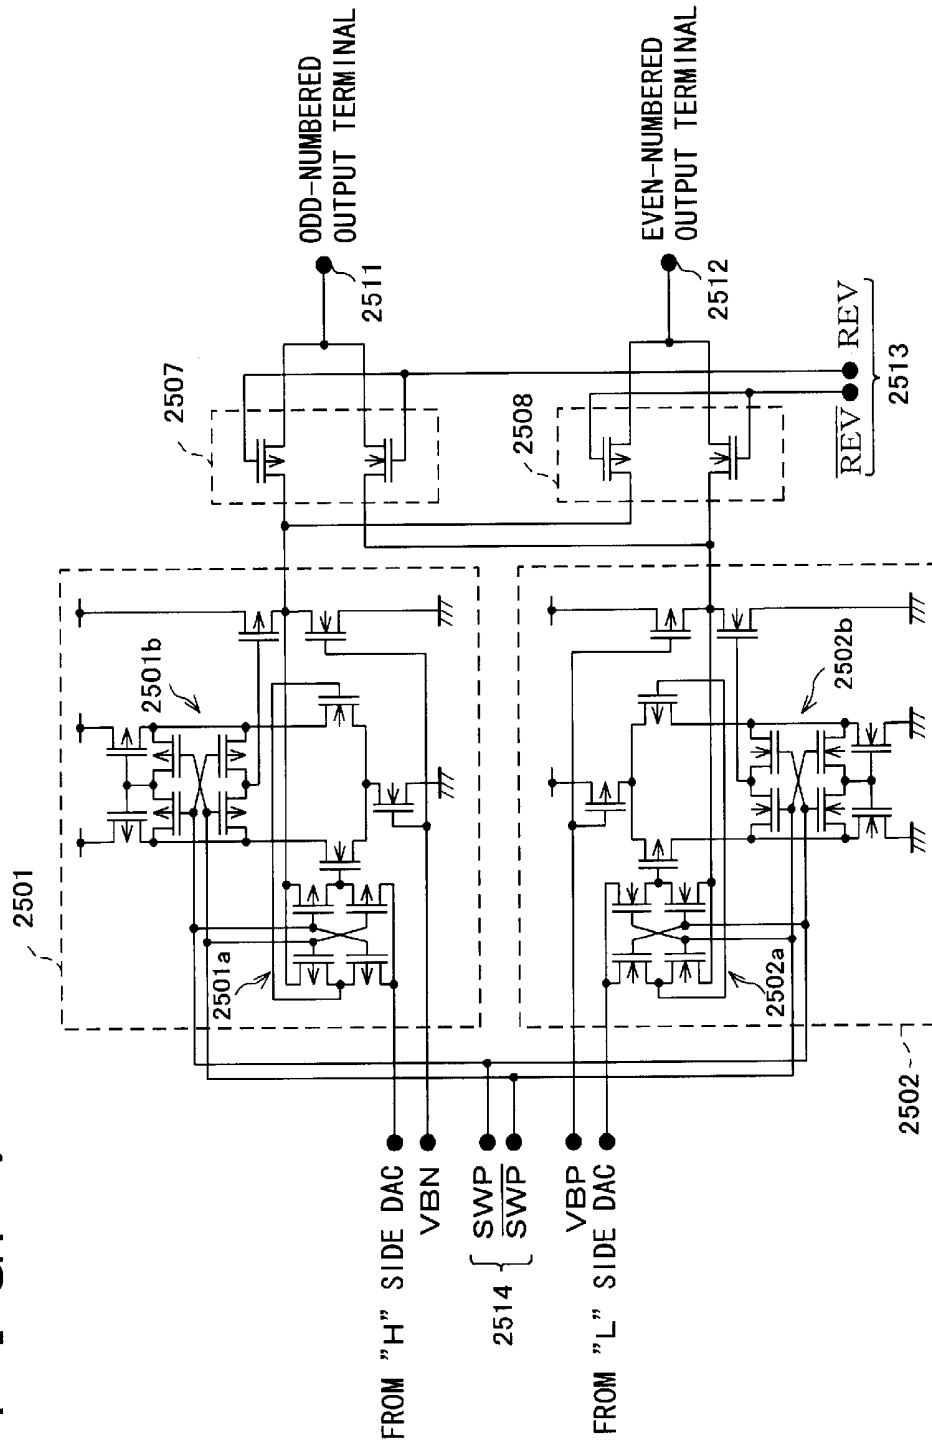 ODD-NUMBERED
OUTPUT TERMINAL
EVEN-NUMBERED
OUTPUT TERMINAL
2511
2512
2507
2508
REV
REV
2513
2501
2501b
2501a
2502b
2502a
2502
FROM "H" SIDE DAC
VBN
SWP
SWP
2514
VBP
FROM "L" SIDE DAC